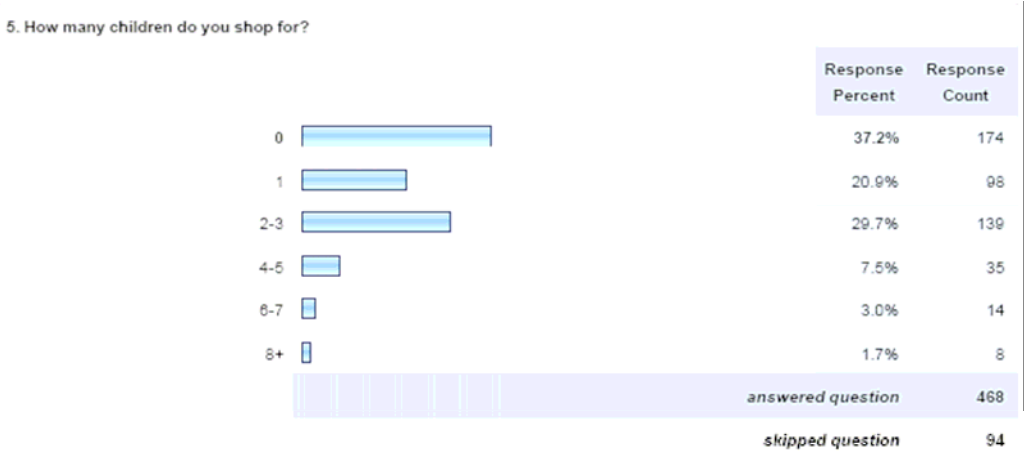 5. How many children do you shop for?
Response Response
Percent Count
0 37.2% 174
1 20.9% 98
2-3 29.7% 139
4-5 7.5% 35
6-7 3.0% 14
8+ 1.7% 8
answered question 468
skipped question 94